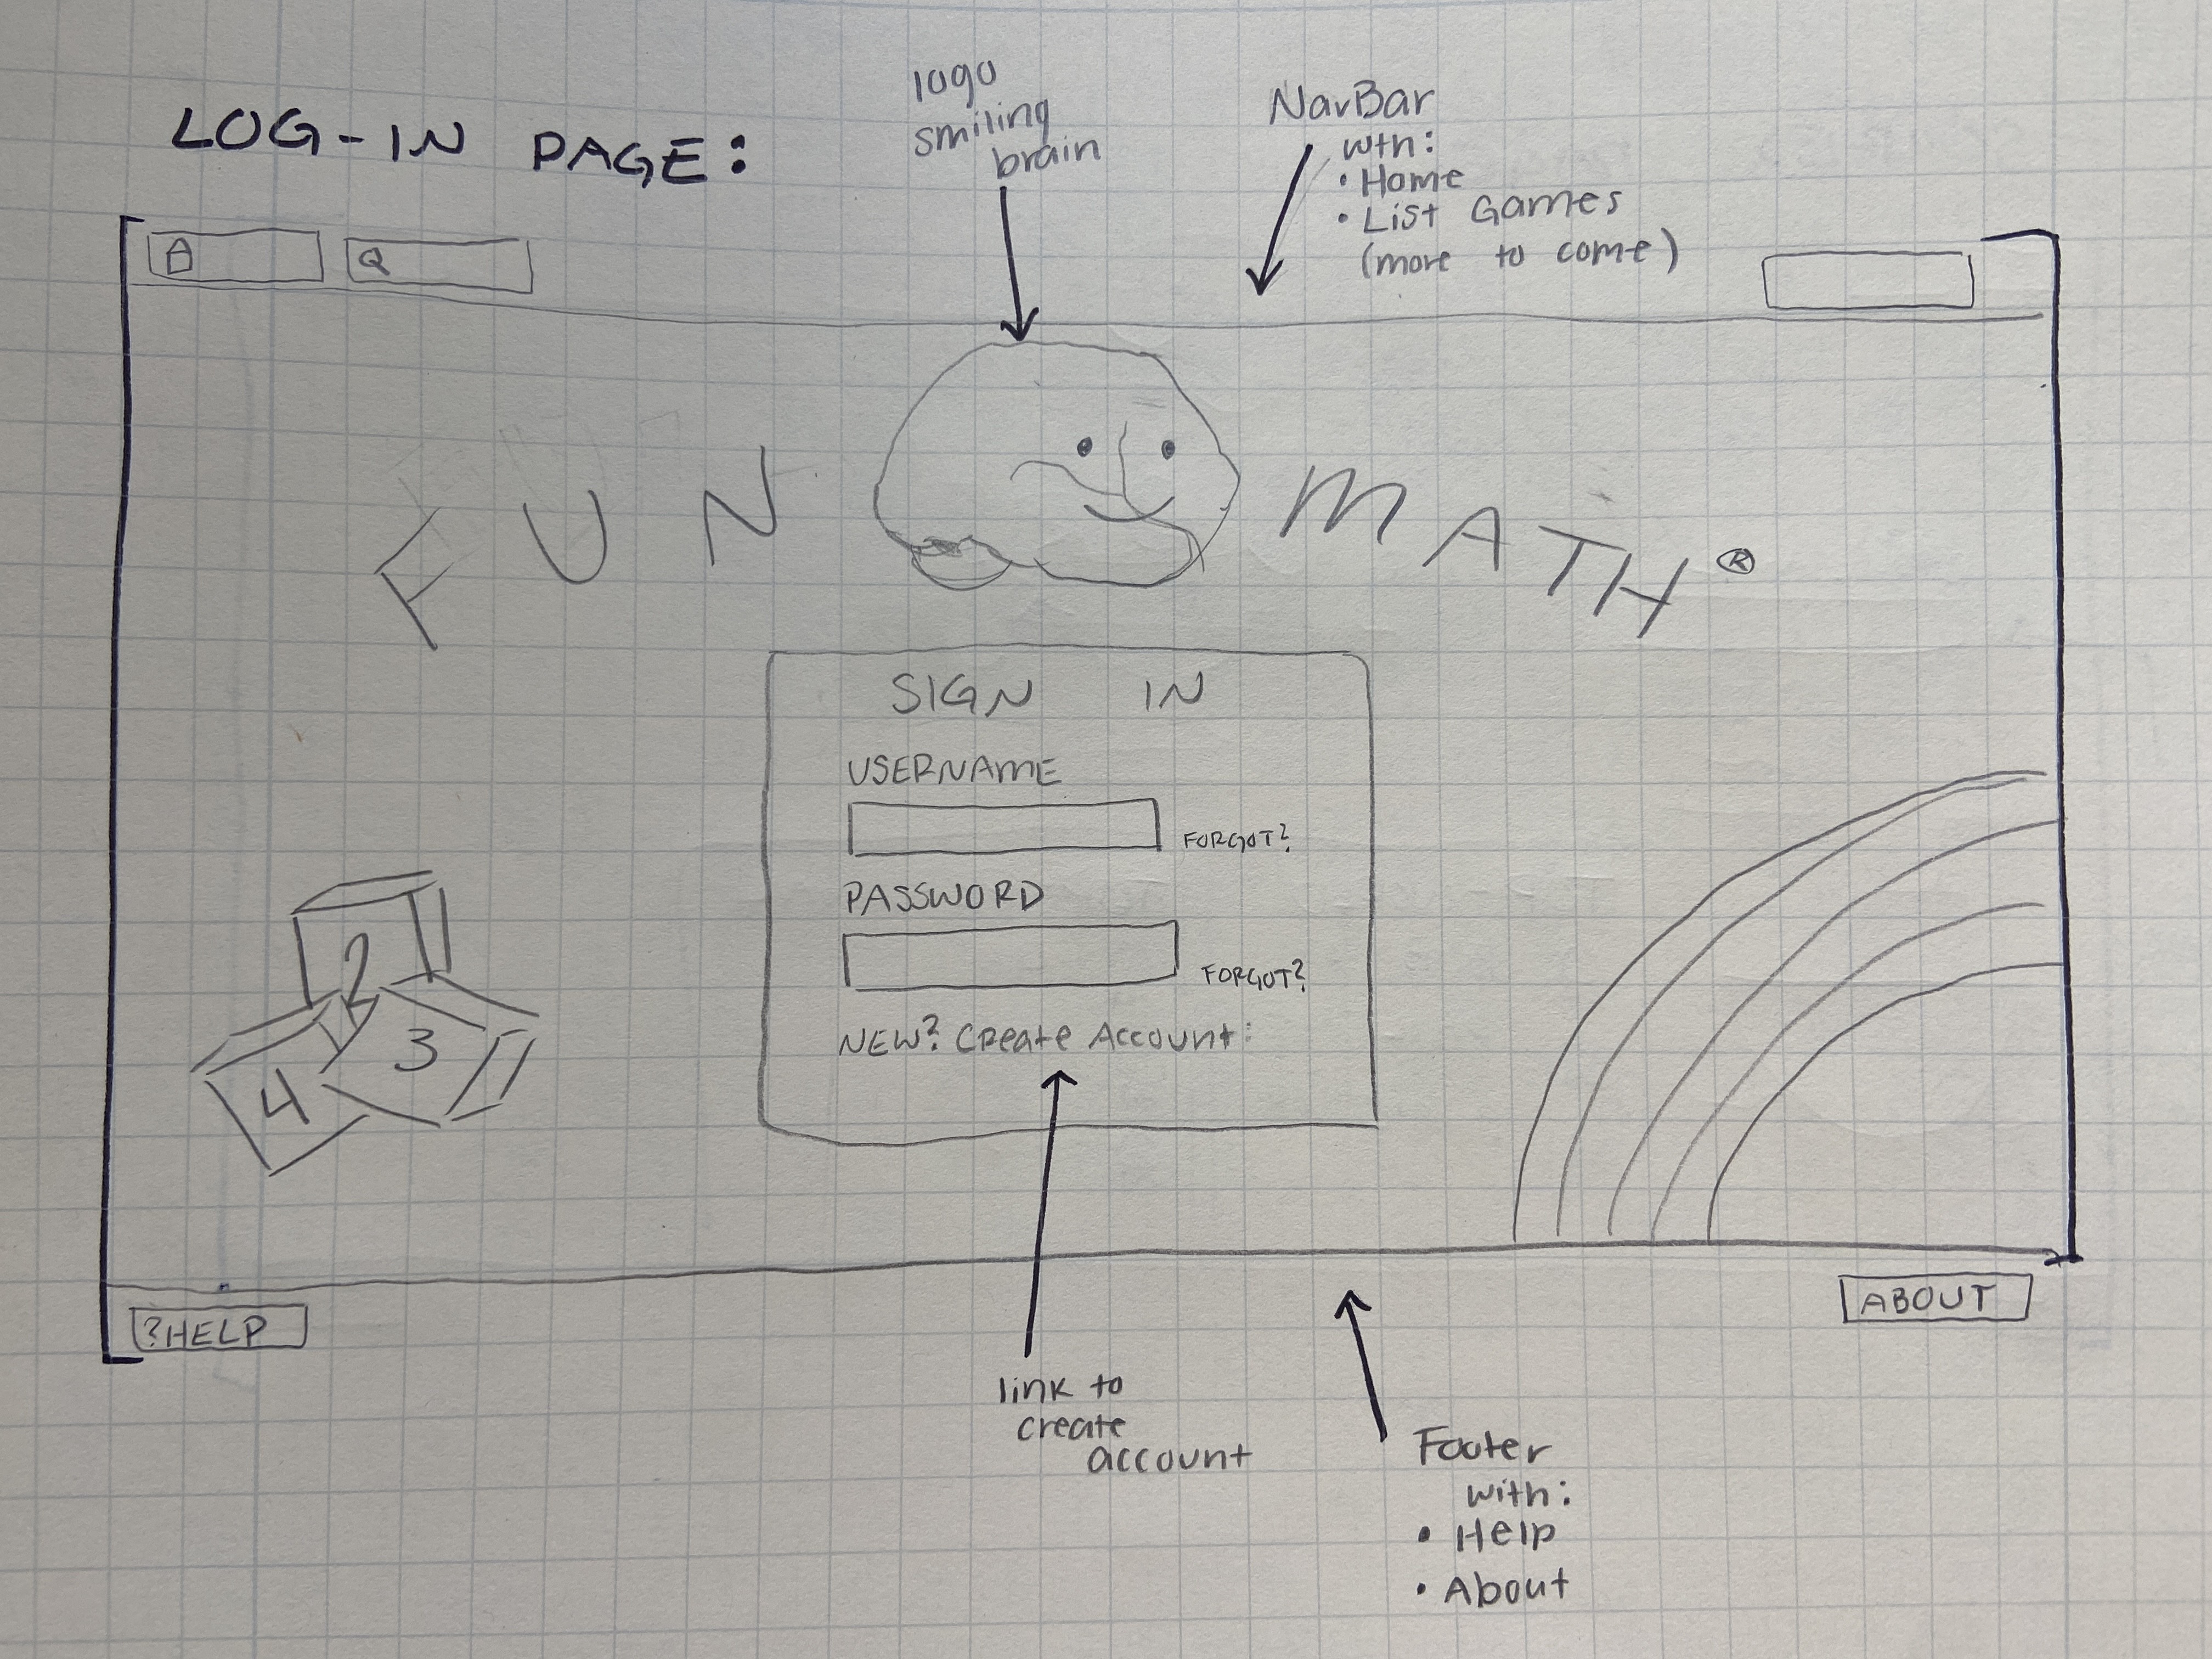 logo
smiling
brain
NavBar
wth:
• Home
• List Games
(more to come)
LOG-IN PAGE:
FUN MATH ®
SIGN IN
USERNAME
FORGOT?
PASSWORD
FORGOT?
NEW? Create Account:
2
3
4
?HELP
ABOUT
link to
create
account
Footer
with:
• Help
• About